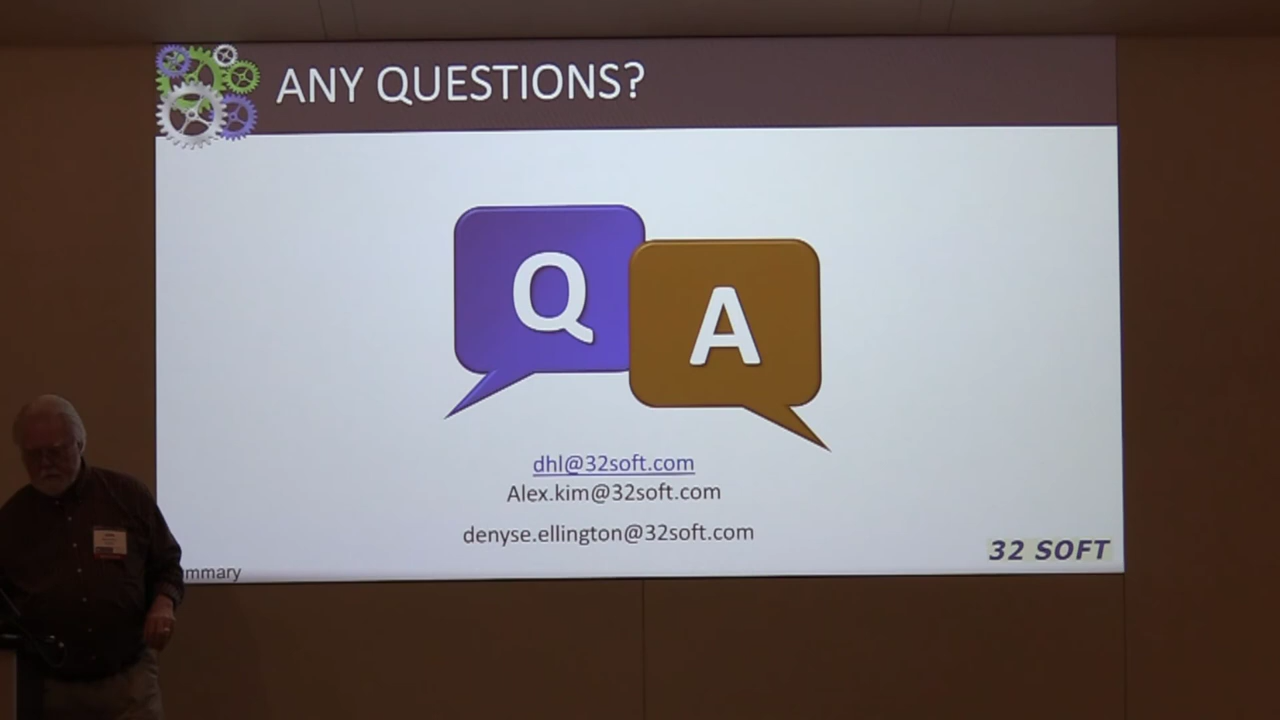 ANY QUESTIONS?
Q
A
dhl@32soft.com
Alex.kim@32soft.com
denyse.ellington@32soft.com
32 SOFT
mmary